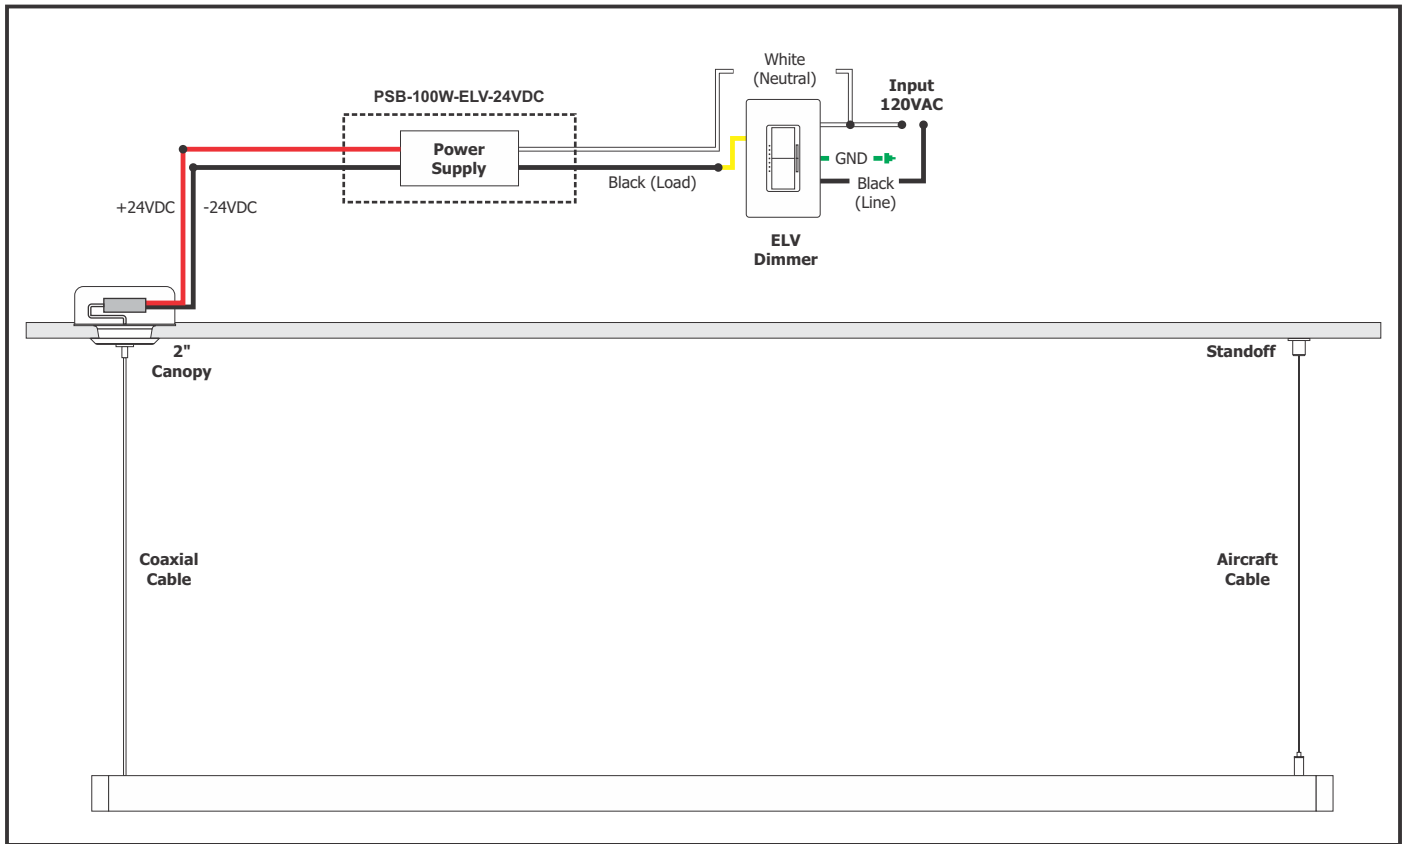 White
(Neutral)
Input
120VAC
PSB-100W-ELV-24VDC
Power
Supply
GND
Black (Load)
Black
(Line)
+24VDC
-24VDC
ELV
Dimmer
2"
Canopy
Standoff
Coaxial
Cable
Aircraft
Cable